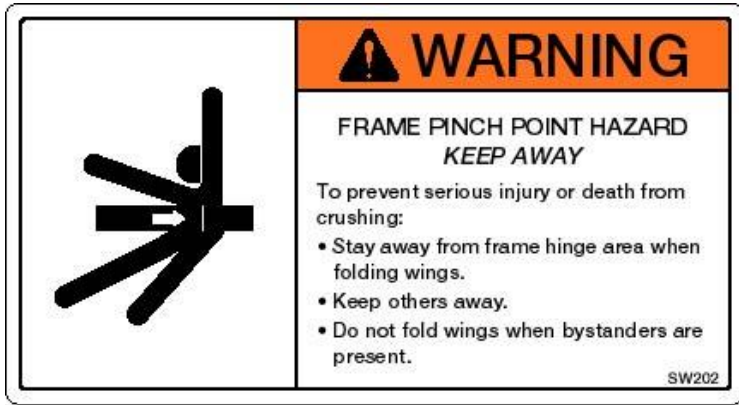 WARNING
FRAME PINCH POINT HAZARD
KEEP AWAY
To prevent serious injury or death from
crushing:
• Stay away from frame hinge area when
folding wings.
• Keep others away.
• Do not fold wings when bystanders are
present.
SW202